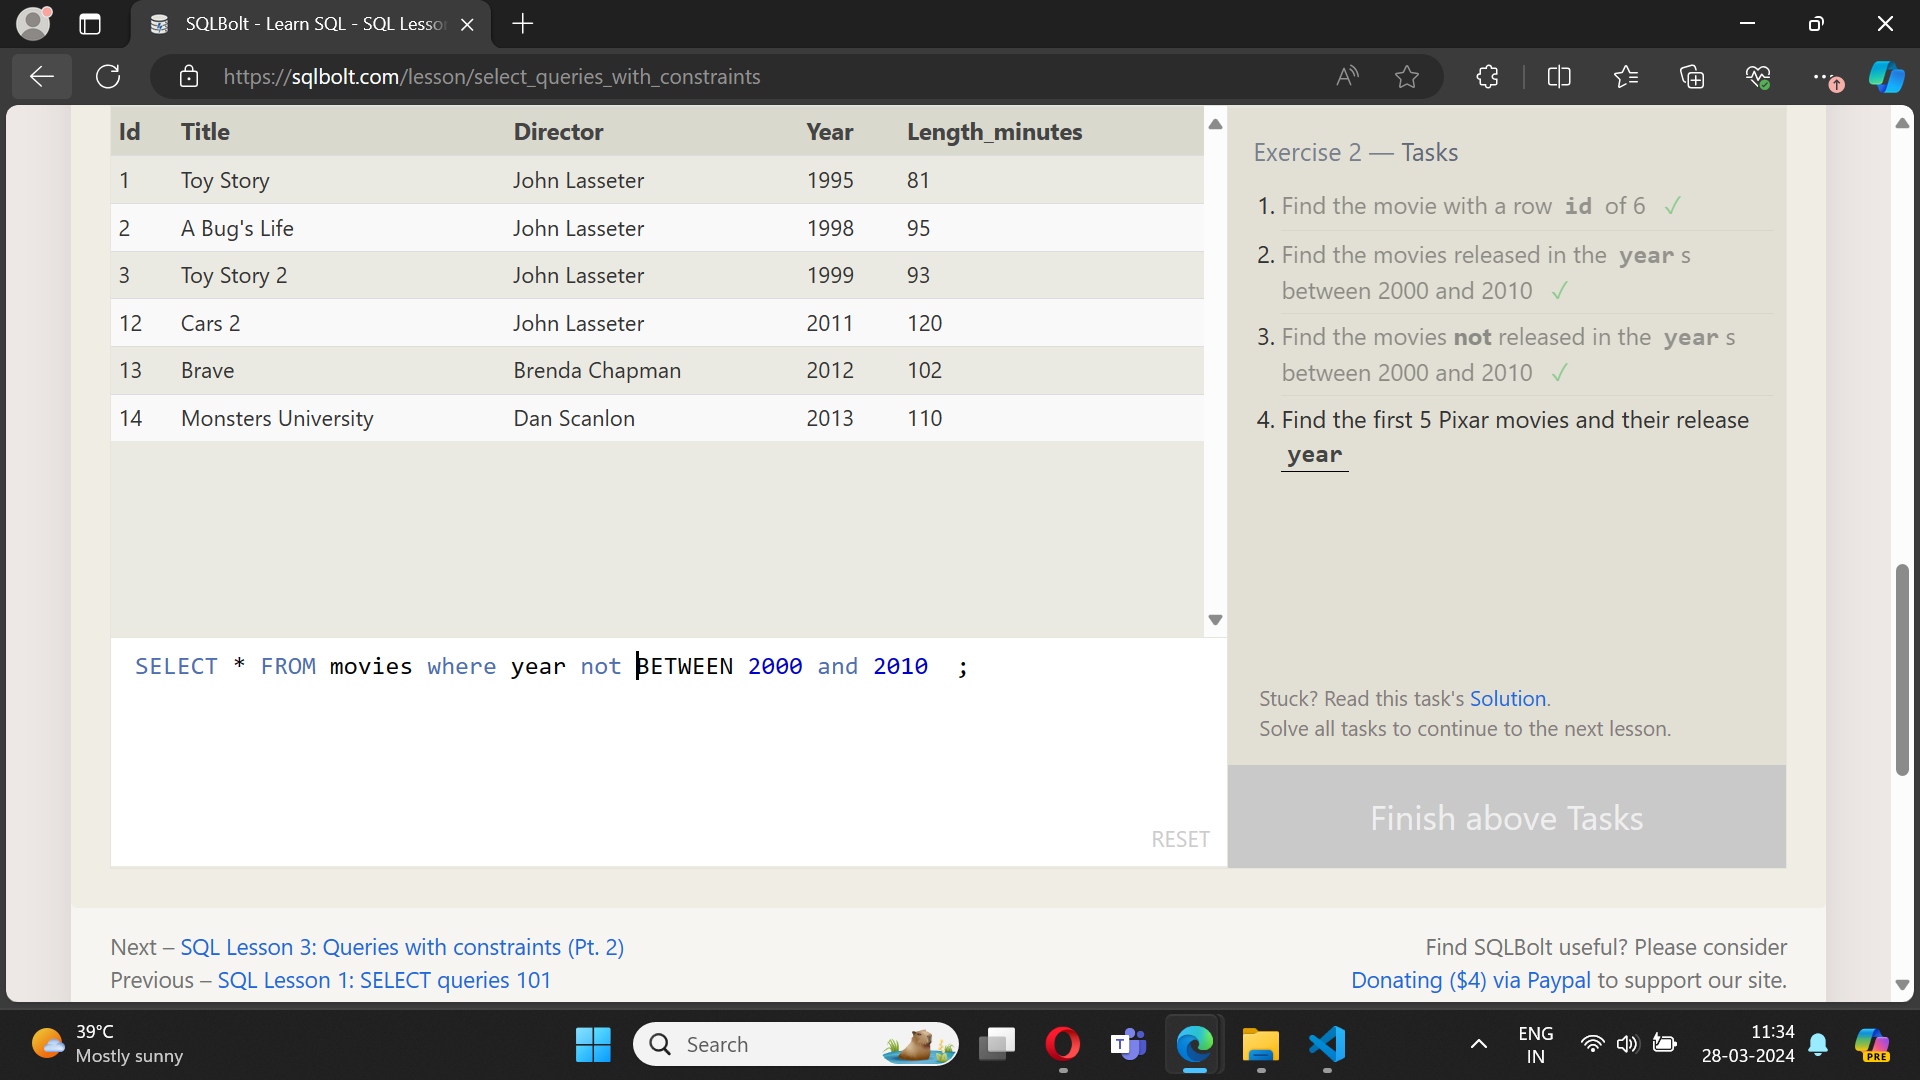 SQLBolt - Learn SQL - SQL Lesso
https://sqlbolt.com/lesson/select_queries_with_constraints
Id Title Director Year Length_minutes
1 Toy Story John Lasseter 1995 81
2 A Bug's Life John Lasseter 1998 95
3 Toy Story 2 John Lasseter 1999 93
12 Cars 2 John Lasseter 2011 120
13 Brave Brenda Chapman 2012 102
14 Monsters University Dan Scanlon 2013 110
SELECT * FROM movies where year not BETWEEN 2000 and 2010 ;
RESET
Exercise 2 — Tasks
1. Find the movie with a row id of 6 ✓
2. Find the movies released in the year s
between 2000 and 2010 ✓
3. Find the movies not released in the year s
between 2000 and 2010 ✓
4. Find the first 5 Pixar movies and their release
year
Stuck? Read this task's Solution.
Solve all tasks to continue to the next lesson.
Finish above Tasks
Next – SQL Lesson 3: Queries with constraints (Pt. 2)
Previous – SQL Lesson 1: SELECT queries 101
Find SQLBolt useful? Please consider
Donating ($4) via Paypal to support our site.
39°C
Mostly sunny
Search
ENG
IN
11:34
28-03-2024
PRE